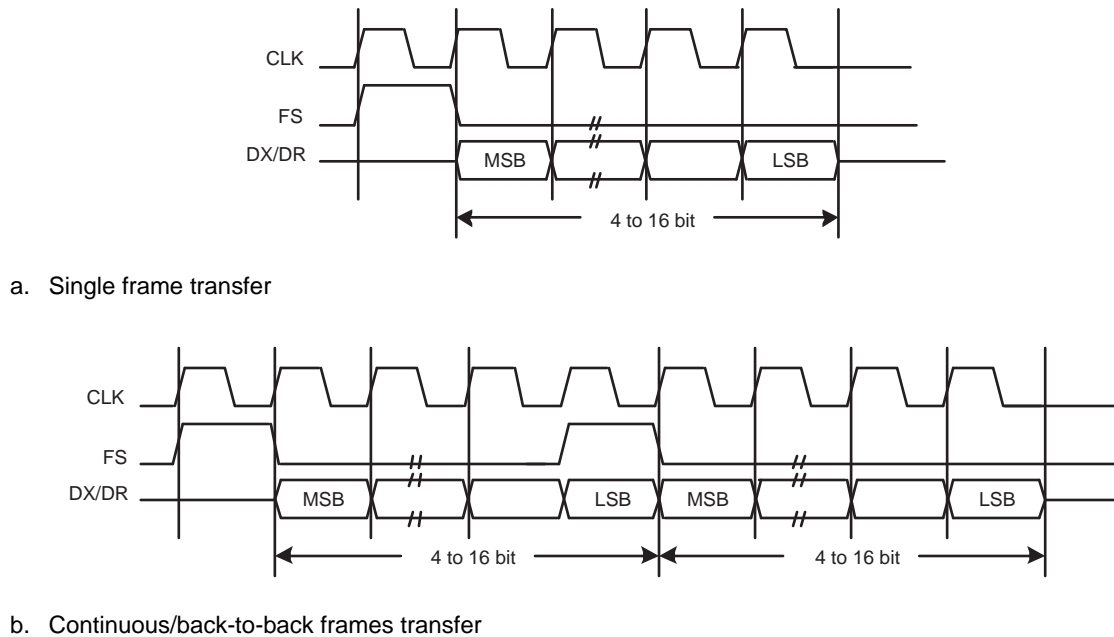 CLK
FS
DX/DR
MSB
LSB
4 to 16 bit
a. Single frame transfer
CLK
FS
DX/DR
MSB
LSB
MSB
LSB
4 to 16 bit
4 to 16 bit
b. Continuous/back-to-back frames transfer